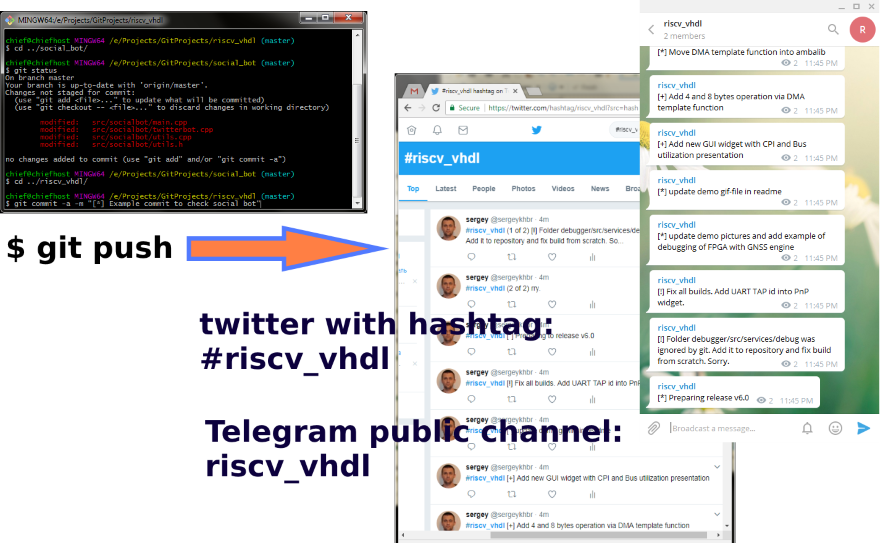 MINGW64:/e/Projects/GitProjects/riscv_vhdl
chief@chiefhost MINGW64 /e/Projects/GitProjects/riscv_vhdl (master)
$ cd ../social_bot/
chief@chiefhost MINGW64 /e/Projects/GitProjects/social_bot (master)
$ git status
On branch master
Your branch is up-to-date with 'origin/master'.
Changes not staged for commit:
(use "git add <file>..." to update what will be committed)
(use "git checkout -- <file>..." to discard changes in working directory)
modified: src/socialbot/main.cpp
modified: src/socialbot/twitterbot.cpp
modified: src/socialbot/utils.cpp
modified: src/socialbot/utils.h
no changes added to commit (use "git add" and/or "git commit -a")
chief@chiefhost MINGW64 /e/Projects/GitProjects/social_bot (master)
$ cd ../riscv_vhdl/
chief@chiefhost MINGW64 /e/Projects/GitProjects/riscv_vhdl (master)
$ git commit -a -m "[*] Example commit to check social bot"
$ git push
twitter with hashtag:
#riscv_vhdl
Telegram public channel:
riscv_vhdl
#riscv_vhdl hashtag on T
Secure https://twitter.com/hashtag/riscv_vhdl?src=hash
#riscv_v
#riscv_vhdl
Top Latest People Photos Videos News Broa
sergey @sergeykhbr · 4m
#riscv_vhdl (1 of 2) [!] Folder debugger/src/services/de
Add it to repository and fix build from scratch. So...
sergey @sergeykhbr · 4m
#riscv_vhdl (2 of 2) rry.
sergey @sergeykhbr · 4m
#riscv_vhdl [*] Preparing to release v6.0
sergey @sergeykhbr · 4m
#riscv_vhdl [!] Fix all builds. Add UART TAP id into PnP
sergey @sergeykhbr · 4m
#riscv_vhdl
sergey @sergeykhbr · 4m
#riscv_vhdl [+] Add new GUI widget with CPI and Bus utilization presentation
sergey @sergeykhbr · 4m
#riscv_vhdl [+] Add 4 and 8 bytes operation via DMA template function
riscv_vhdl
2 members
R
[*] Move DMA template function into ambalib
2 11:45 PM
riscv_vhdl
[+] Add 4 and 8 bytes operation via DMA
template function
2 11:45 PM
riscv_vhdl
[+] Add new GUI widget with CPI and Bus
utilization presentation
2 11:45 PM
riscv_vhdl
[*] update demo gif-file in readme
2 11:45 PM
riscv_vhdl
[*] update demo pictures and add example of
debugging of FPGA with GNSS engine
2 11:45 PM
riscv_vhdl
[!] Fix all builds. Add UART TAP id into PnP
widget.
2 11:45 PM
riscv_vhdl
[!] Folder debugger/src/services/debug was
ignored by git. Add it to repository and fix build
from scratch. Sorry.
2 11:45 PM
riscv_vhdl
[*] Preparing release v6.0
2 11:45 PM
Broadcast a message...